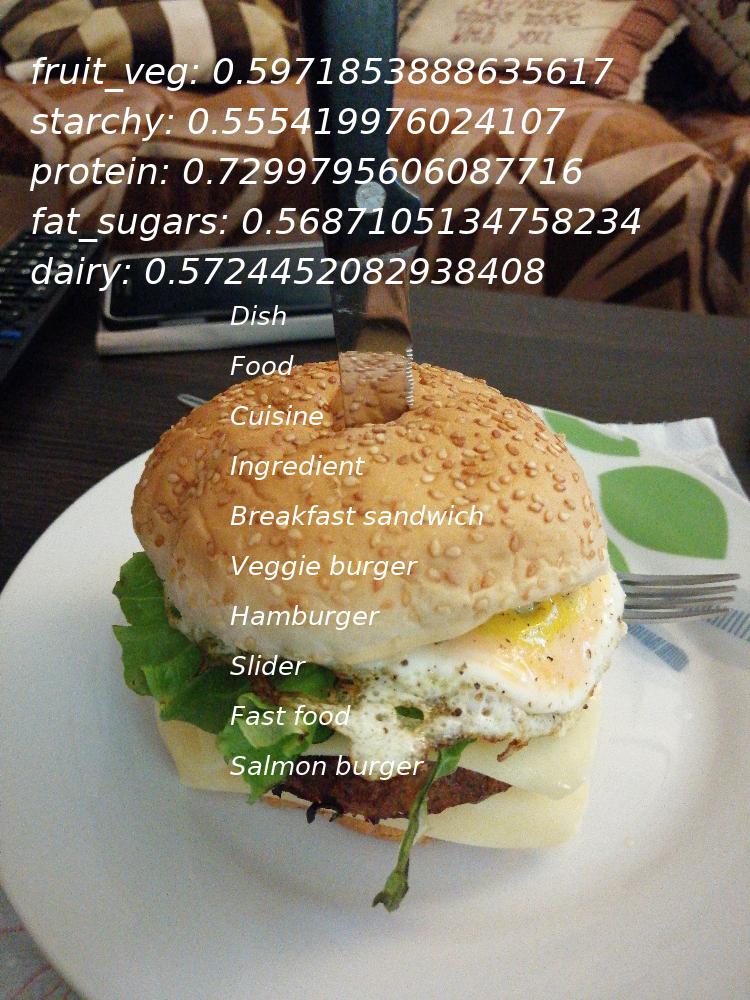 fruit_veg: 0.5971853888635617
starchy: 0.555419976024107
protein: 0.7299795606087716
fat_sugars: 0.5687105134758234
dairy: 0.5724452082938408
Dish
Food
Cuisine
Ingredient
Breakfast sandwich
Veggie burger
Hamburger
Slider
Fast food
Salmon burger